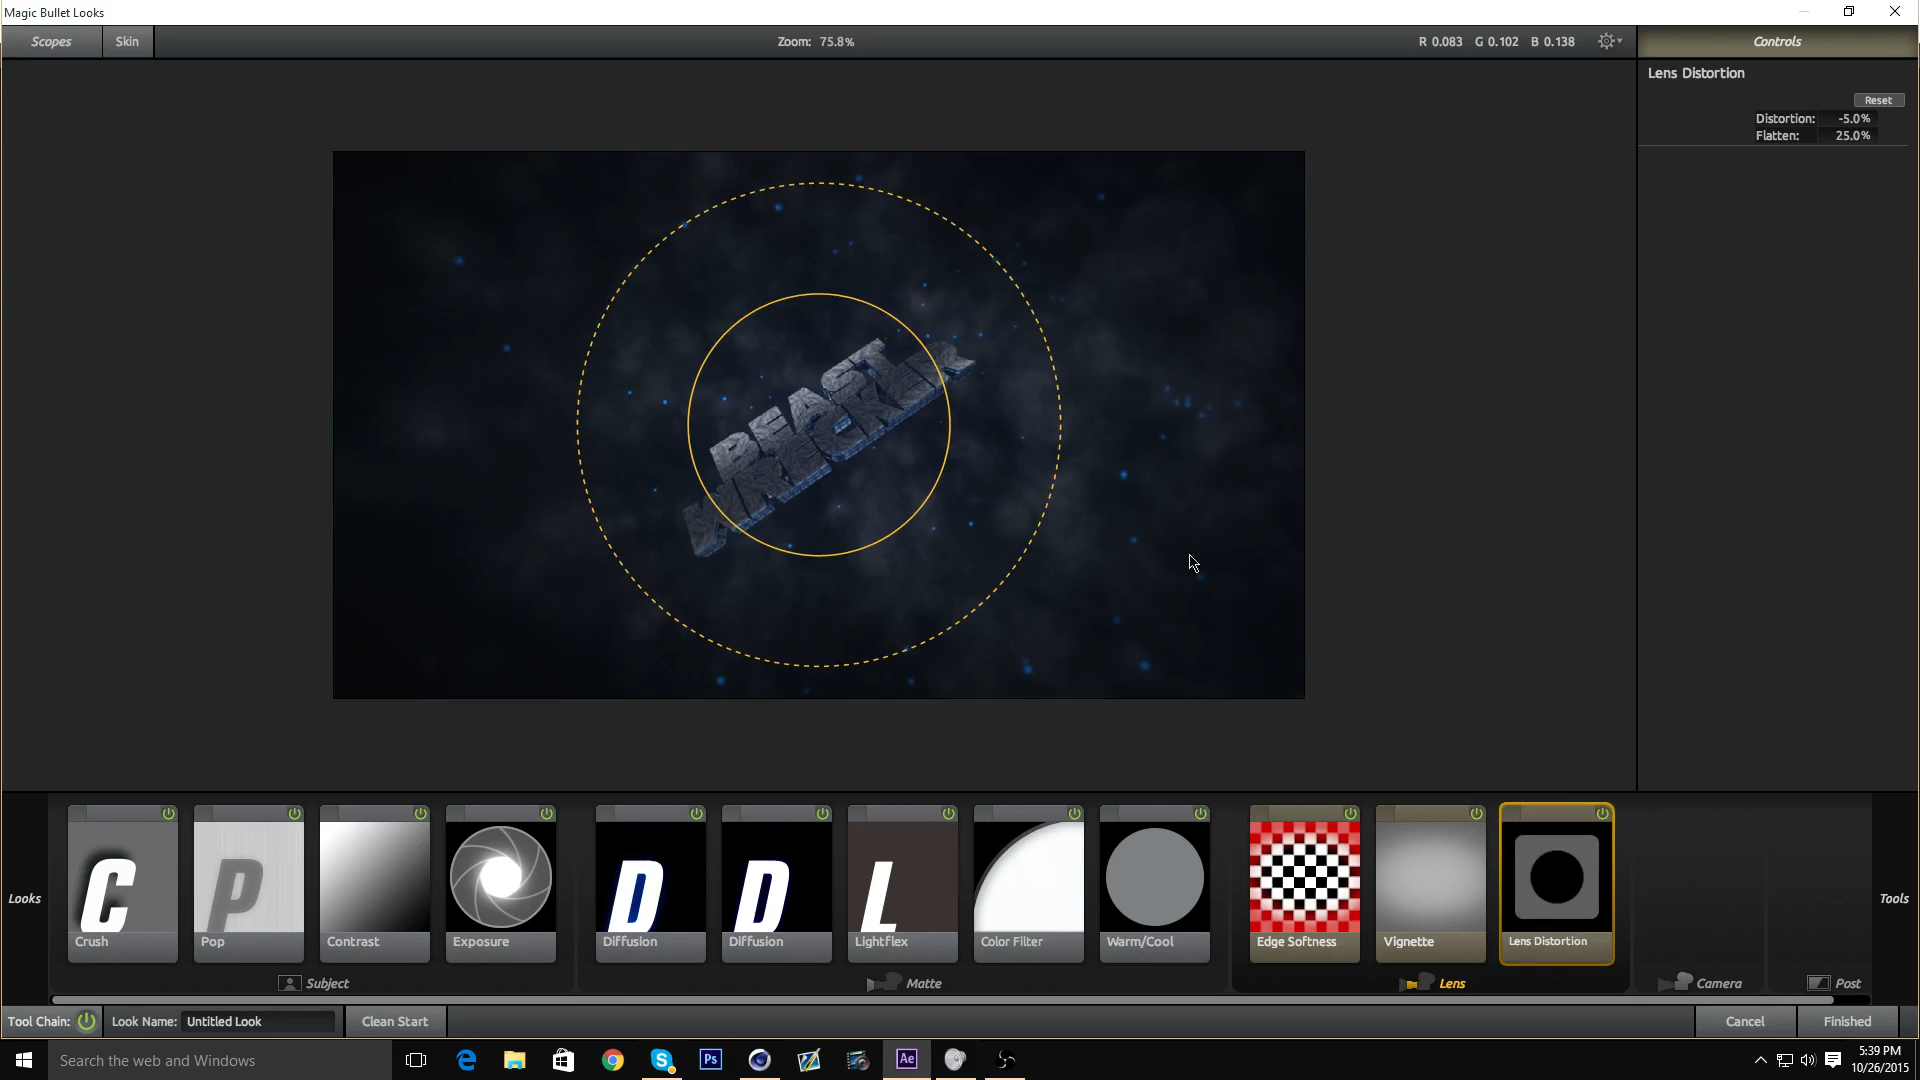 Magic Bullet Looks
Scopes
Skin
Zoom: 75.8%
R 0.083 G 0.102 B 0.138
Controls
Lens Distortion
Reset
Distortion: -5.0%
Flatten: 25.0%
BEAST
WRECKER
Looks
C
Crush
P
Pop
Contrast
Exposure
D
Diffusion
D
Diffusion
L
Lightflex
Color Filter
Warm/Cool
Edge Softness
Vignette
Lens Distortion
Tools
Subject
Matte
Lens
Camera
Post
Tool Chain:
Look Name: Untitled Look
Clean Start
Cancel
Finished
Search the web and Windows
Ps
Ae
5:39 PM
10/26/2015